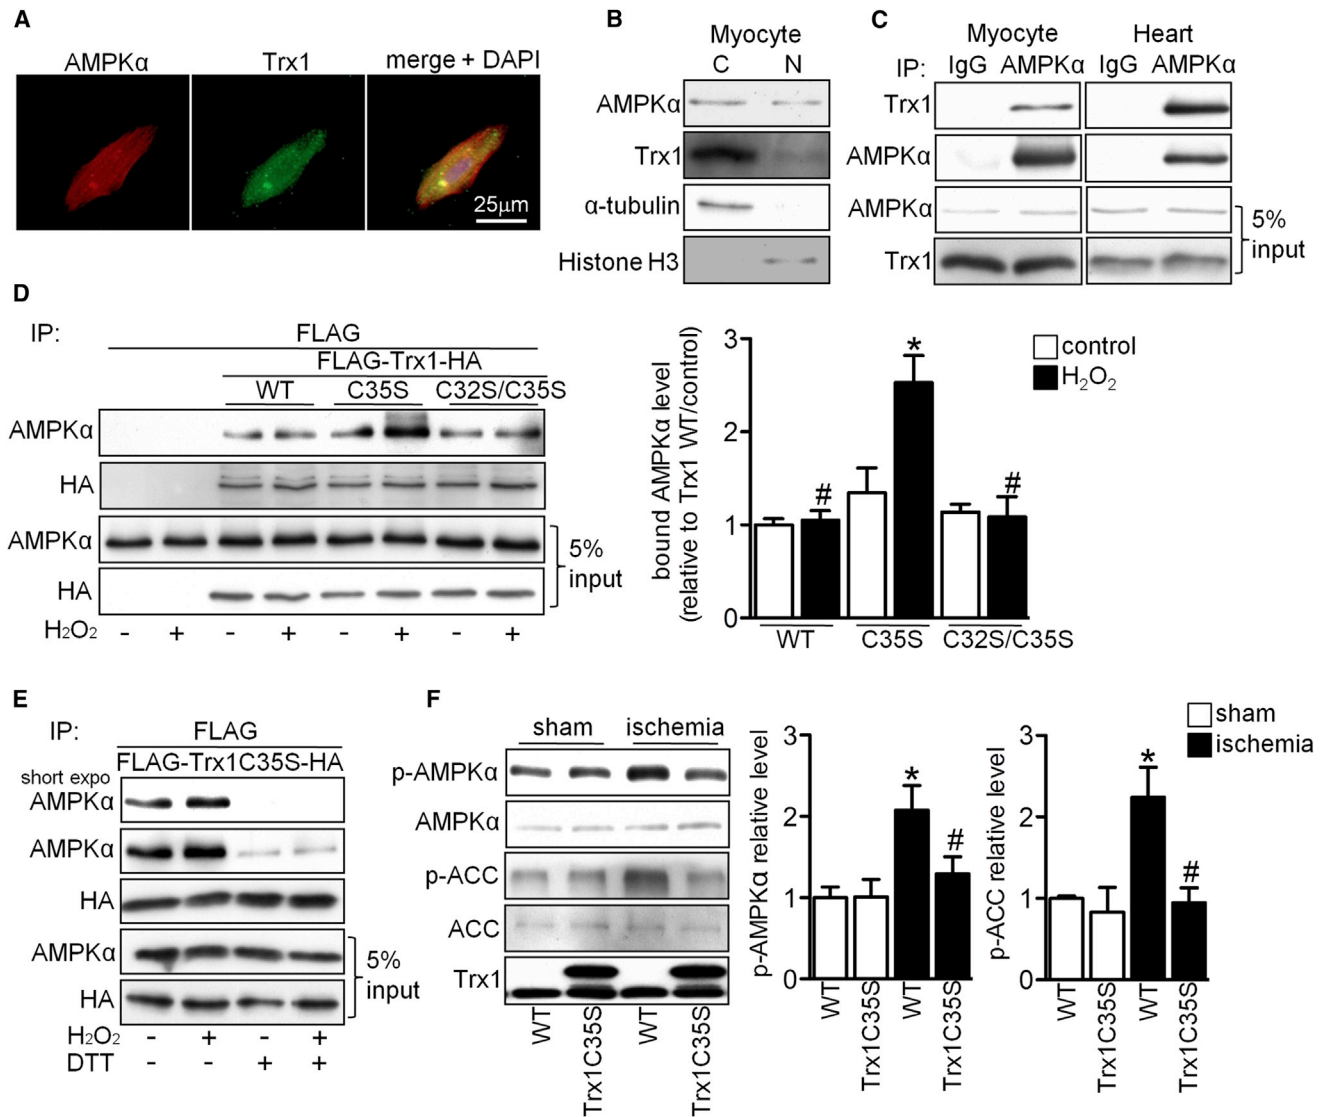 A
AMPKα
Trx1
merge + DAPI
25μm
B
Myocyte
C N
AMPKα
Trx1
α-tubulin
Histone H3
C
Myocyte Heart
IP: IgG AMPKα IgG AMPKα
Trx1
AMPKα
AMPKα
Trx1
5%
input
D
IP: FLAG
FLAG-Trx1-HA
WT C35S C32S/C35S
AMPKα
HA
AMPKα
HA
5%
input
H2O2 - + - + - + - +
bound AMPKα level
(relative to Trx1 WT/control)
3
2
1
0
# * #
WT C35S C32S/C35S
control
H2O2
E
IP: FLAG
FLAG-Trx1C35S-HA
short expo
AMPKα
AMPKα
HA
AMPKα
HA
5%
input
H2O2 - + - +
DTT - - + +
F
sham ischemia
p-AMPKα
AMPKα
p-ACC
ACC
Trx1
WT Trx1C35S WT Trx1C35S
p-AMPKα relative level
3
2
1
0
* #
WT Trx1C35S WT Trx1C35S
p-ACC relative level
3
2
1
0
* #
WT Trx1C35S WT Trx1C35S
sham
ischemia